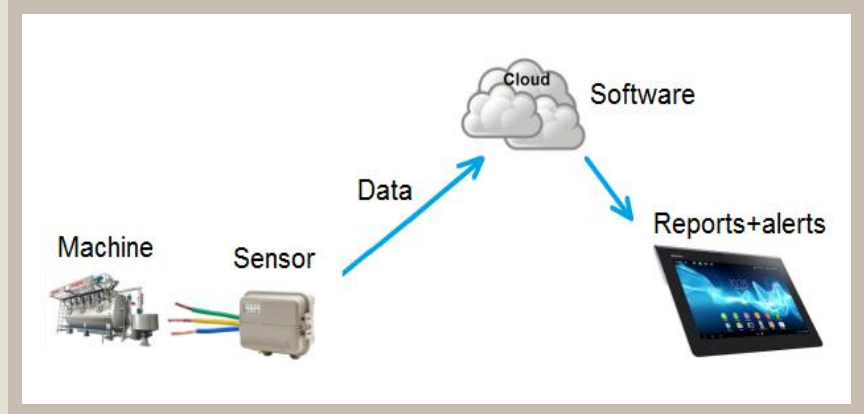 Cloud
Software
Data
Reports+alerts
Machine
Sensor